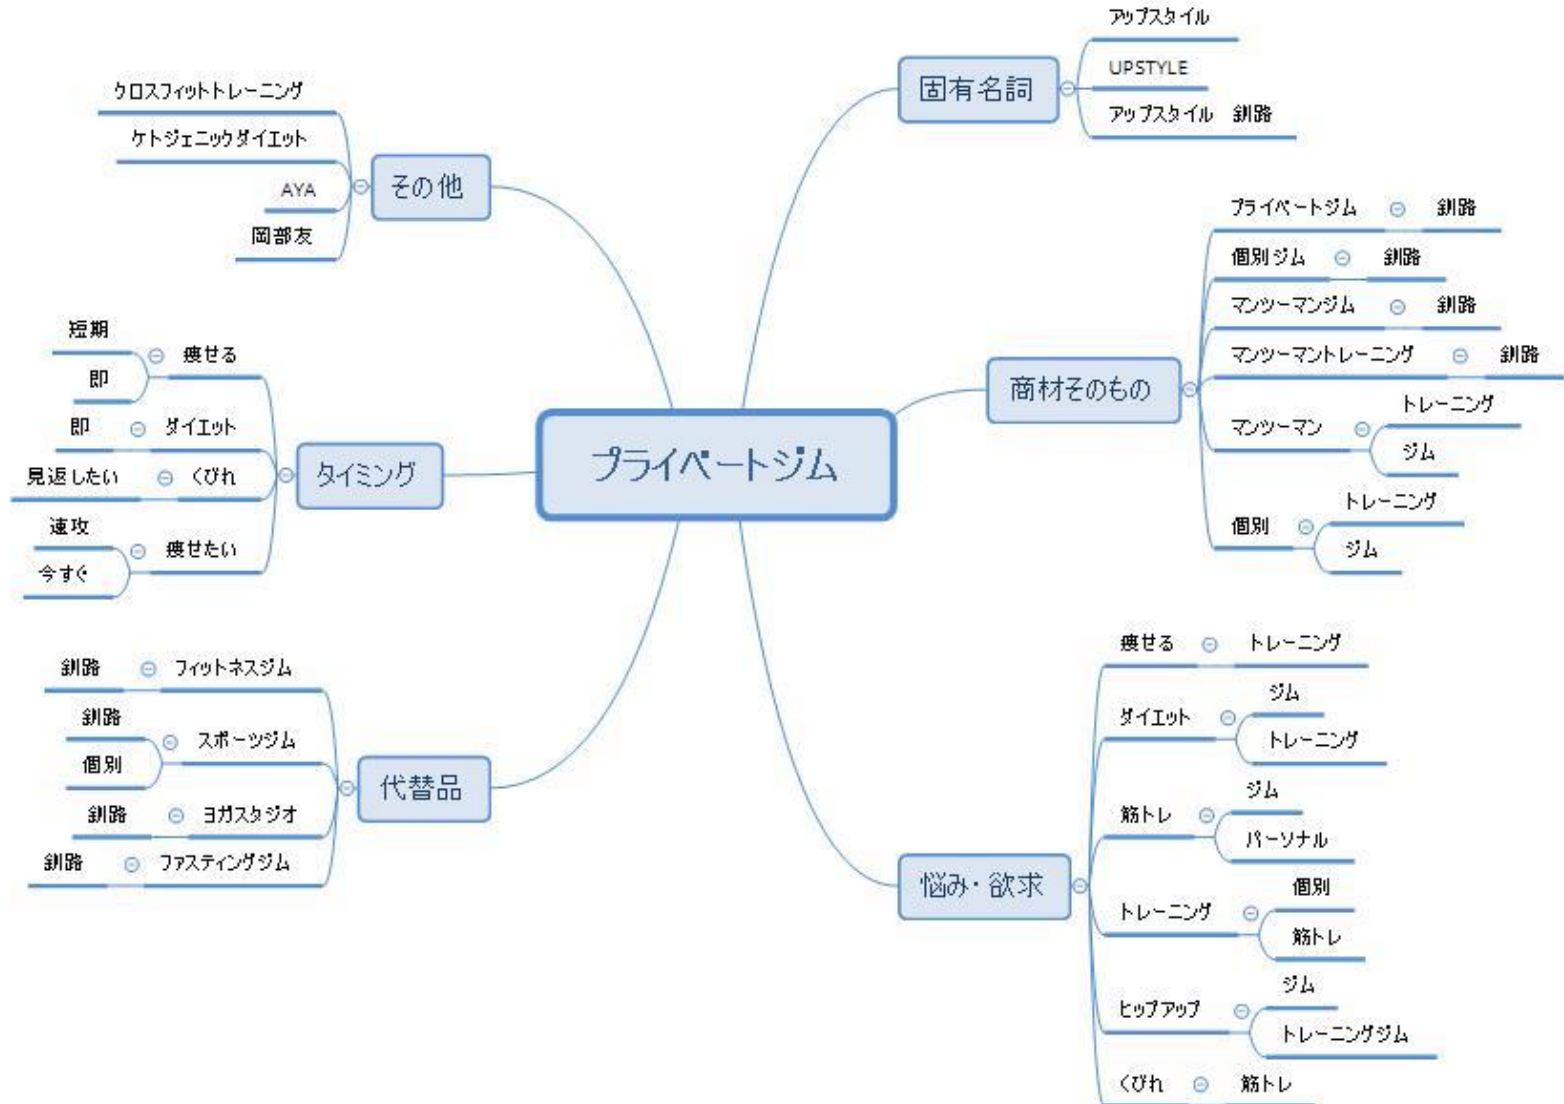 プライベートジム
固有名詞
アップスタイル
UPSTYLE
アップスタイル 釧路
商材そのもの
プライベートジム 釧路
個別ジム 釧路
マンツーマンジム 釧路
マンツーマントレーニング 釧路
マンツーマン
トレーニング
ジム
個別
トレーニング
ジム
悩み・欲求
痩せる トレーニング
ダイエット
ジム
トレーニング
筋トレ
ジム
パーソナル
トレーニング
個別
筋トレ
ヒップアップ
ジム
トレーニングジム
くびれ 筋トレ
その他
クロスフィットトレーニング
ケトジェニックダイエット
AYA
岡部友
タイミング
痩せる
短期
即
ダイエット
即
くびれ
見返したい
痩せたい
速攻
今すぐ
代替品
フィットネスジム
釧路
スポーツジム
釧路
個別
ヨガスタジオ
釧路
ファスティングジム
釧路